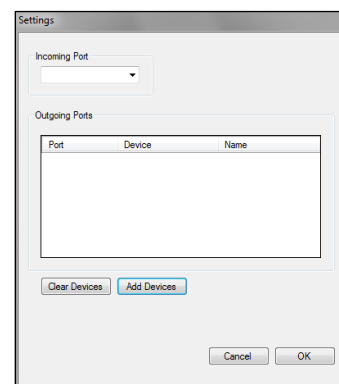 Settings
Incoming Port
Outgoing Ports
Port Device Name
Clear Devices Add Devices
Cancel OK